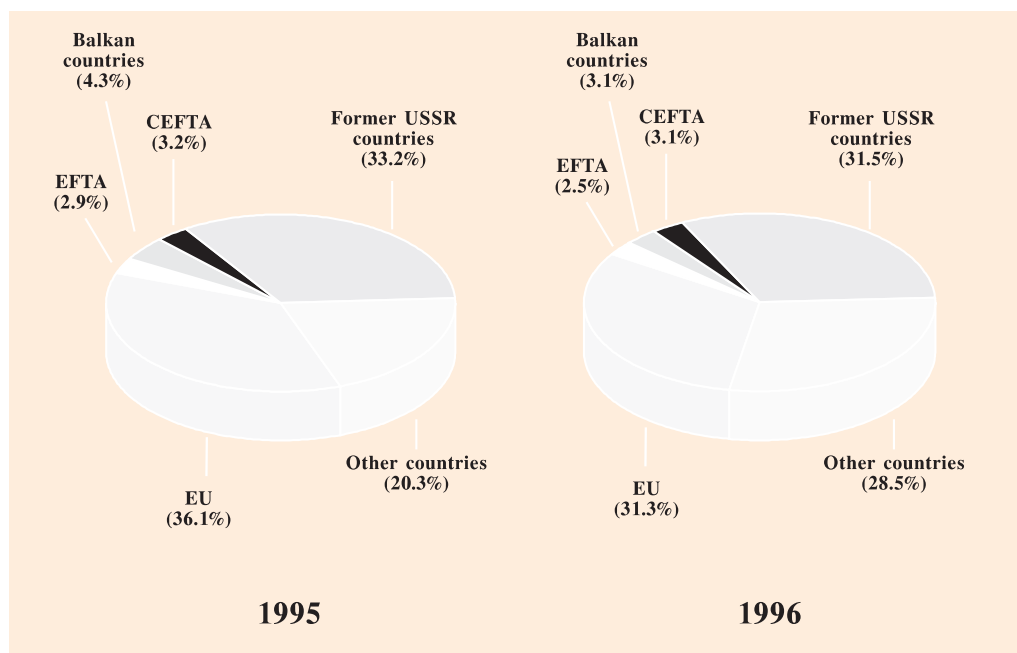 Balkan
countries
(4.3%)
CEFTA
(3.2%)
Former USSR
countries
(33.2%)
EFTA
(2.9%)
Other countries
(20.3%)
EU
(36.1%)
1995
Balkan
countries
(3.1%)
CEFTA
(3.1%)
Former USSR
countries
(31.5%)
EFTA
(2.5%)
Other countries
(28.5%)
EU
(31.3%)
1996